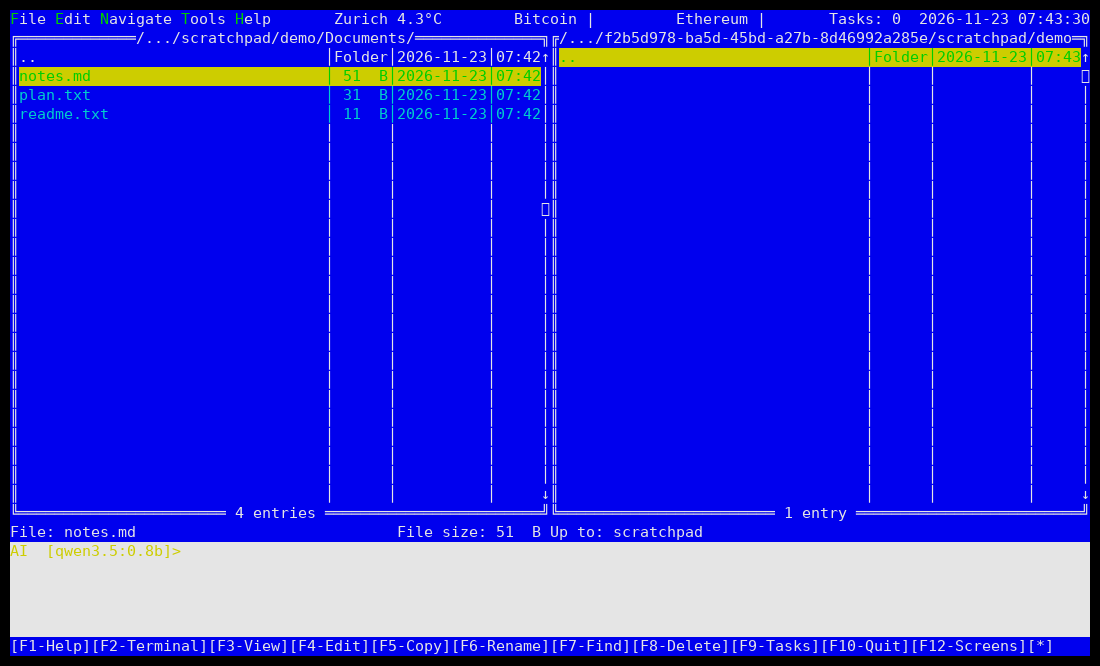 File Edit Navigate Tools Help Zurich 4.3°C Bitcoin | Ethereum | Tasks: 0 2026-11-23 07:43:30
/.../scratchpad/demo/Documents/ /.../f2b5d978-ba5d-45bd-a27b-8d46992a285e/scratchpad/demo
.. |Folder|2026-11-23|07:42↑ .. |Folder|2026-11-23|07:43↑
notes.md | 51 B|2026-11-23|07:42
plan.txt | 31 B|2026-11-23|07:42
readme.txt | 11 B|2026-11-23|07:42
↓ ↓
4 entries 1 entry
File: notes.md File size: 51 B Up to: scratchpad
AI [qwen3.5:0.8b]>
[F1-Help][F2-Terminal][F3-View][F4-Edit][F5-Copy][F6-Rename][F7-Find][F8-Delete][F9-Tasks][F10-Quit][F12-Screens][*]